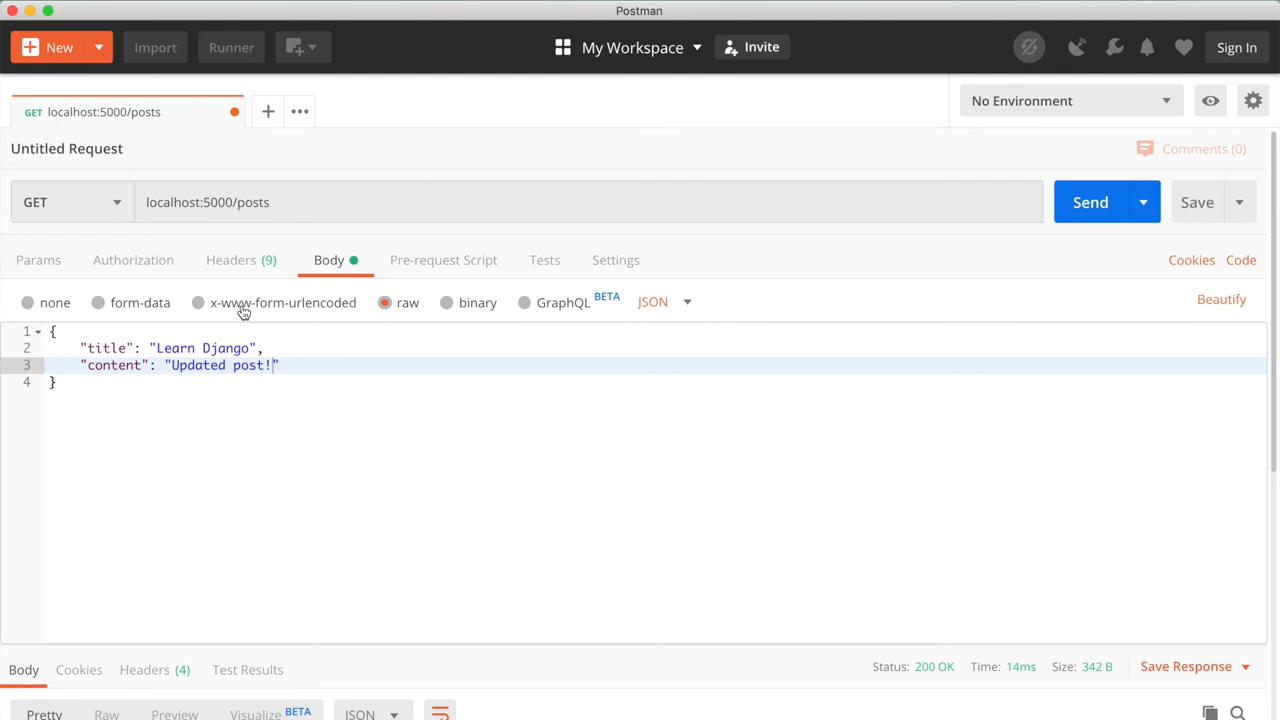 Postman
New Import Runner My Workspace Invite Sign In
GET localhost:5000/posts No Environment
Untitled Request Comments (0)
GET localhost:5000/posts Send Save
Params Authorization Headers (9) Body Pre-request Script Tests Settings Cookies Code
none form-data x-www-form-urlencoded raw binary GraphQL BETA JSON Beautify
1 {
2 "title": "Learn Django",
3 "content": "Updated post!"
4 }
Body Cookies Headers (4) Test Results Status: 200 OK Time: 14ms Size: 342 B Save Response
Pretty Raw Preview Visualize BETA JSON